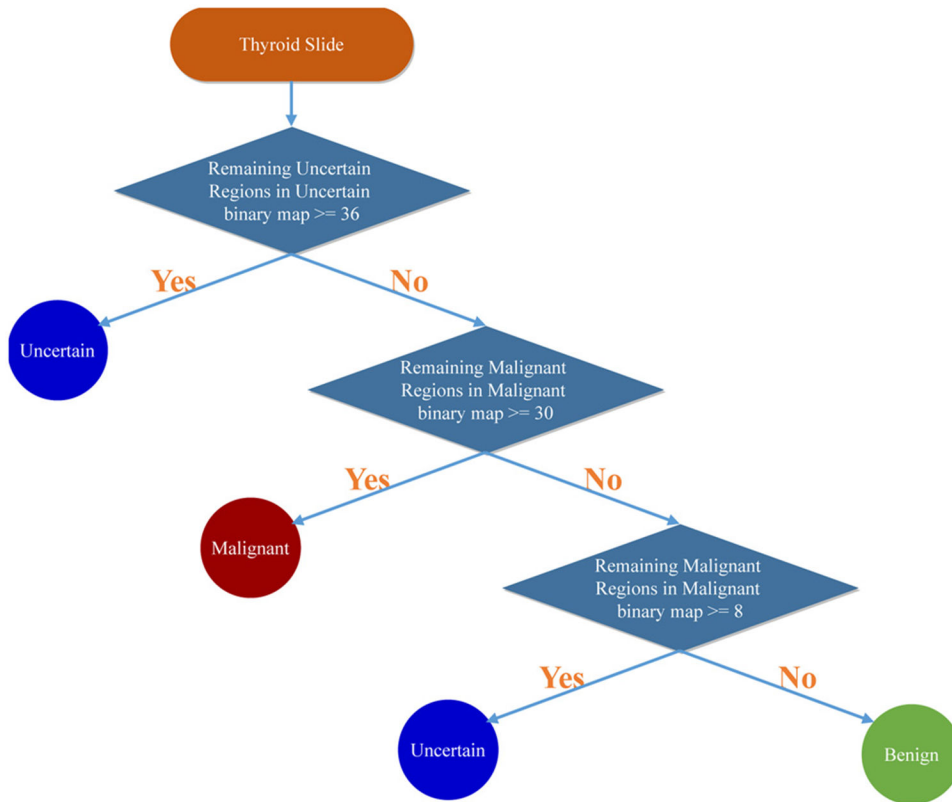 Thyroid Slide
Remaining Uncertain
Regions in Uncertain
binary map >= 36
Yes
No
Uncertain
Remaining Malignant
Regions in Malignant
binary map >= 30
Yes
No
Malignant
Remaining Malignant
Regions in Malignant
binary map >= 8
Yes
No
Uncertain
Benign